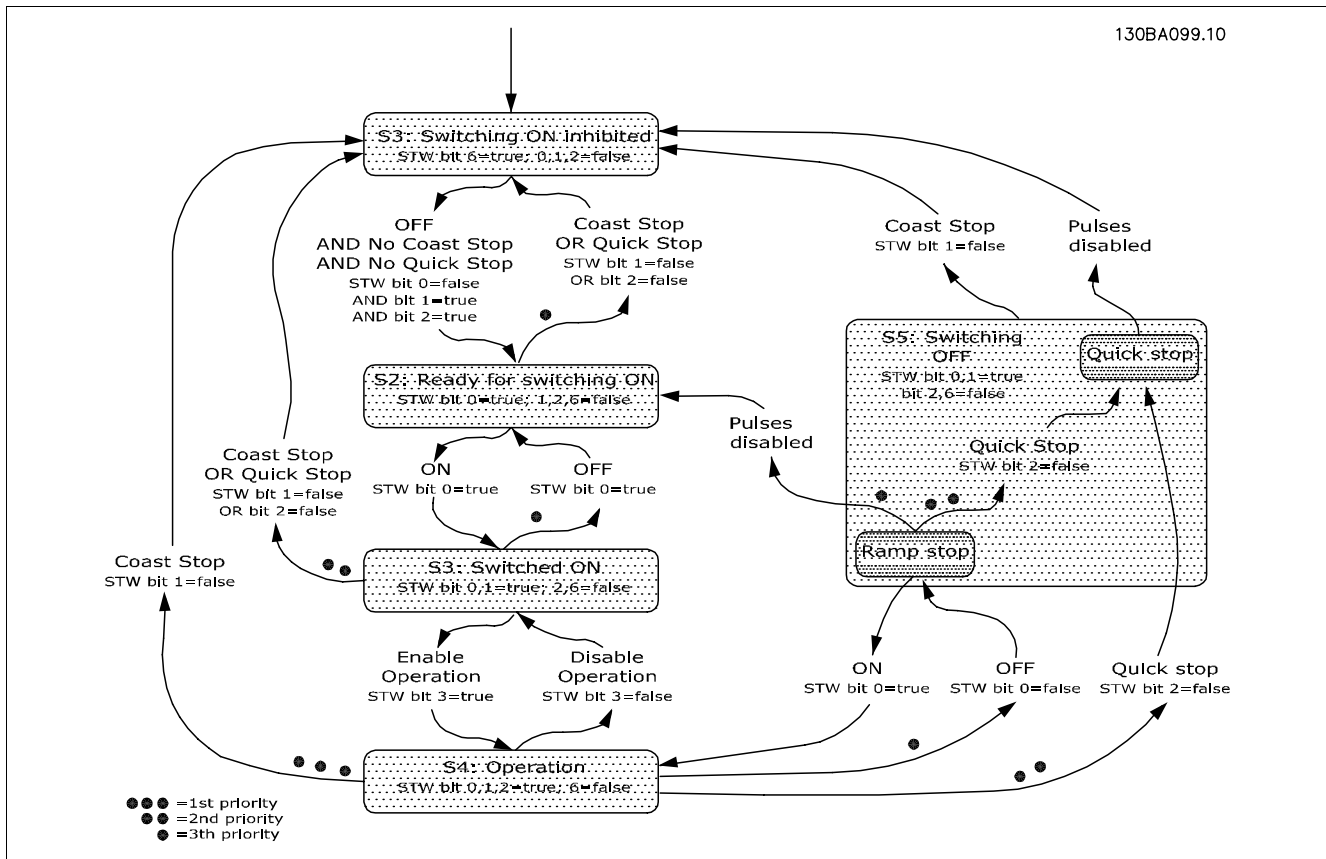 130BA099.10
S3: Switching ON inhibited
STW bit 6=true; 0,1,2=false
OFF
AND No Coast Stop
AND No Quick Stop
STW bit 0=false
AND bit 1=true
AND bit 2=true
Coast Stop
OR Quick Stop
STW bit 1=false
OR bit 2=false
Coast Stop
STW bit 1=false
Pulses
disabled
S2: Ready for switching ON
STW bit 0=true; 1,2,6=false
S5: Switching
OFF
STW bit 0,1=true
bit 2,6=false
Quick stop
Pulses
disabled
Quick Stop
STW bit 2=false
Ramp stop
Coast Stop
OR Quick Stop
STW bit 1=false
OR bit 2=false
ON
STW bit 0=true
OFF
STW bit 0=true
Coast Stop
STW bit 1=false
S3: Switched ON
STW bit 0,1=true; 2,6=false
Enable
Operation
STW bit 3=true
Disable
Operation
STW bit 3=false
ON
STW bit 0=true
OFF
STW bit 0=false
Quick stop
STW bit 2=false
S4: Operation
STW bit 0,1,2=true; 6=false
=1st priority
=2nd priority
=3th priority